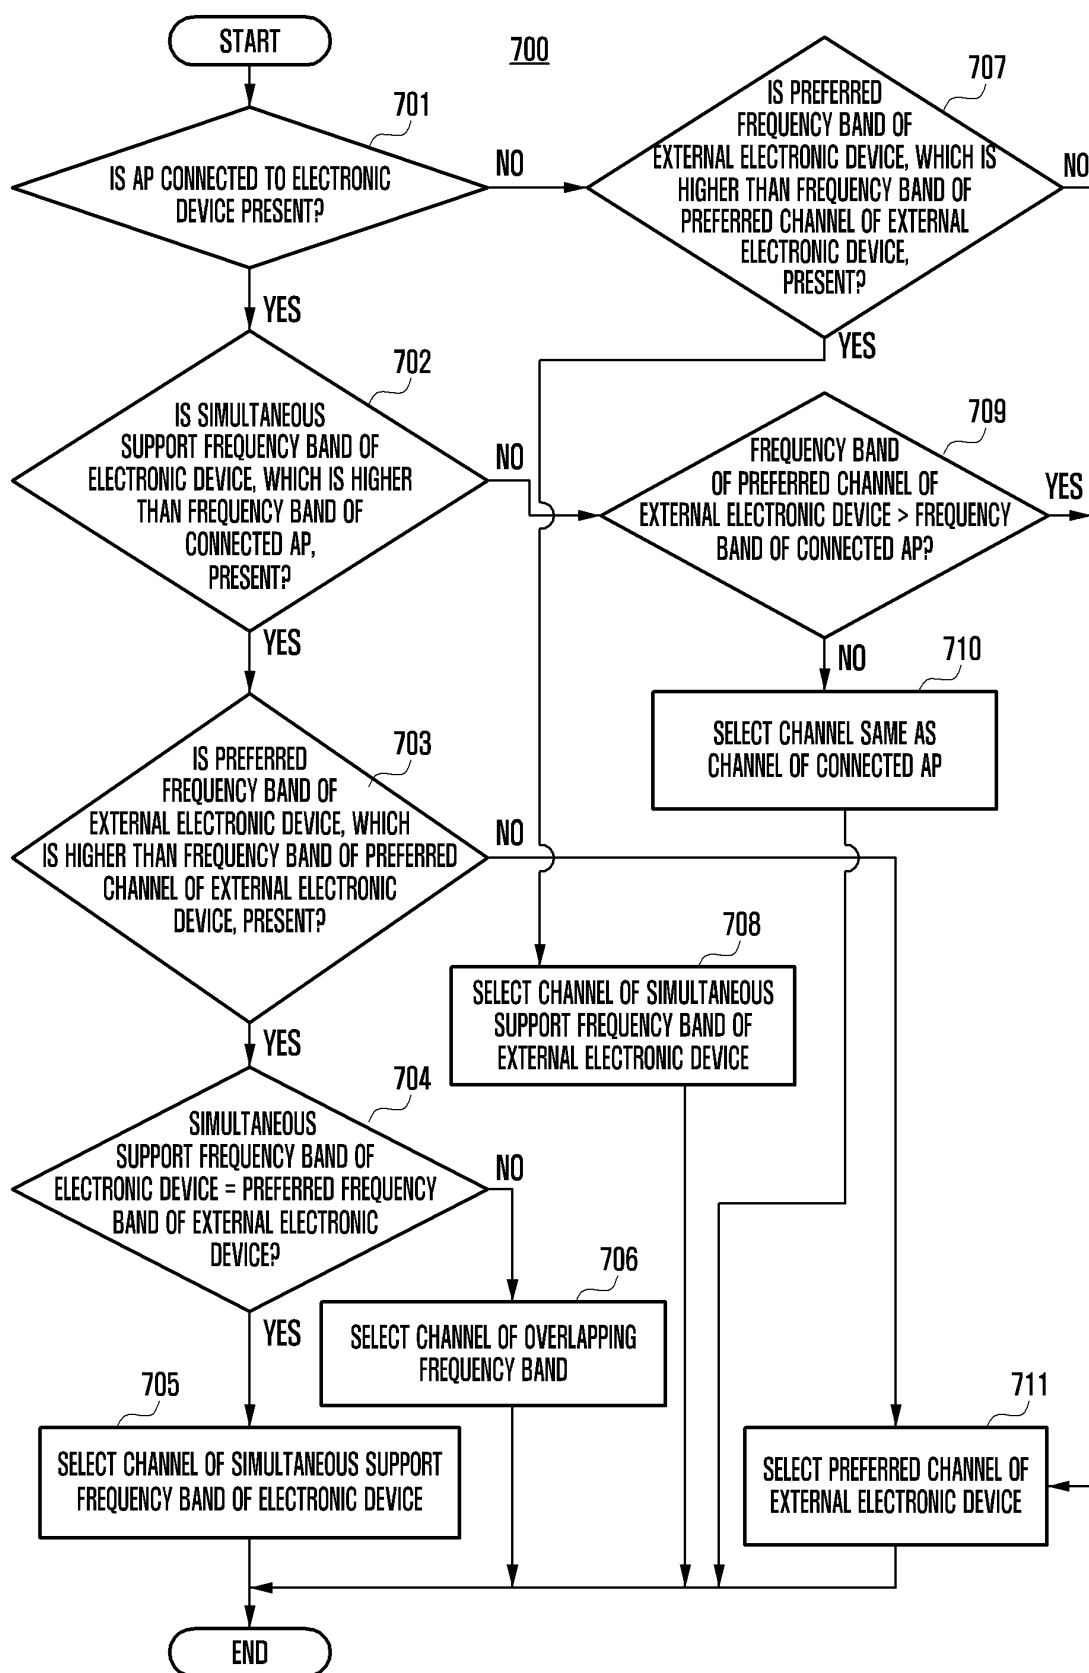 START
700
701
IS AP CONNECTED TO ELECTRONIC
DEVICE PRESENT?
NO
YES
707
IS PREFERRED
FREQUENCY BAND OF
EXTERNAL ELECTRONIC DEVICE, WHICH IS
HIGHER THAN FREQUENCY BAND OF
PREFERRED CHANNEL OF EXTERNAL
ELECTRONIC DEVICE,
PRESENT?
NO
YES
702
IS SIMULTANEOUS
SUPPORT FREQUENCY BAND OF
ELECTRONIC DEVICE, WHICH IS HIGHER
THAN FREQUENCY BAND OF
CONNECTED AP,
PRESENT?
NO
YES
709
FREQUENCY BAND
OF PREFERRED CHANNEL OF
EXTERNAL ELECTRONIC DEVICE > FREQUENCY
BAND OF CONNECTED AP?
YES
NO
710
SELECT CHANNEL SAME AS
CHANNEL OF CONNECTED AP
703
IS PREFERRED
FREQUENCY BAND OF
EXTERNAL ELECTRONIC DEVICE, WHICH
IS HIGHER THAN FREQUENCY BAND OF PREFERRED
CHANNEL OF EXTERNAL ELECTRONIC
DEVICE, PRESENT?
NO
YES
708
SELECT CHANNEL OF SIMULTANEOUS
SUPPORT FREQUENCY BAND OF
EXTERNAL ELECTRONIC DEVICE
704
SIMULTANEOUS
SUPPORT FREQUENCY BAND OF
ELECTRONIC DEVICE = PREFERRED FREQUENCY
BAND OF EXTERNAL ELECTRONIC
DEVICE?
NO
YES
706
SELECT CHANNEL OF OVERLAPPING
FREQUENCY BAND
705
SELECT CHANNEL OF SIMULTANEOUS SUPPORT
FREQUENCY BAND OF ELECTRONIC DEVICE
711
SELECT PREFERRED CHANNEL OF
EXTERNAL ELECTRONIC DEVICE
END